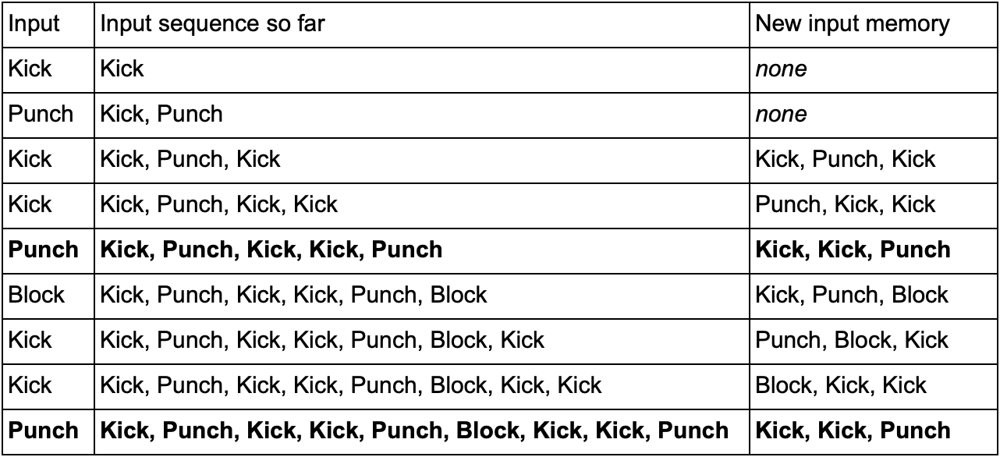 Input Input sequence so far New input memory
Kick Kick none
Punch Kick, Punch none
Kick Kick, Punch, Kick Kick, Punch, Kick
Kick Kick, Punch, Kick, Kick Punch, Kick, Kick
Punch Kick, Punch, Kick, Kick, Punch Kick, Kick, Punch
Block Kick, Punch, Kick, Kick, Punch, Block Kick, Punch, Block
Kick Kick, Punch, Kick, Kick, Punch, Block, Kick Punch, Block, Kick
Kick Kick, Punch, Kick, Kick, Punch, Block, Kick, Kick Block, Kick, Kick
Punch Kick, Punch, Kick, Kick, Punch, Block, Kick, Kick, Punch Kick, Kick, Punch